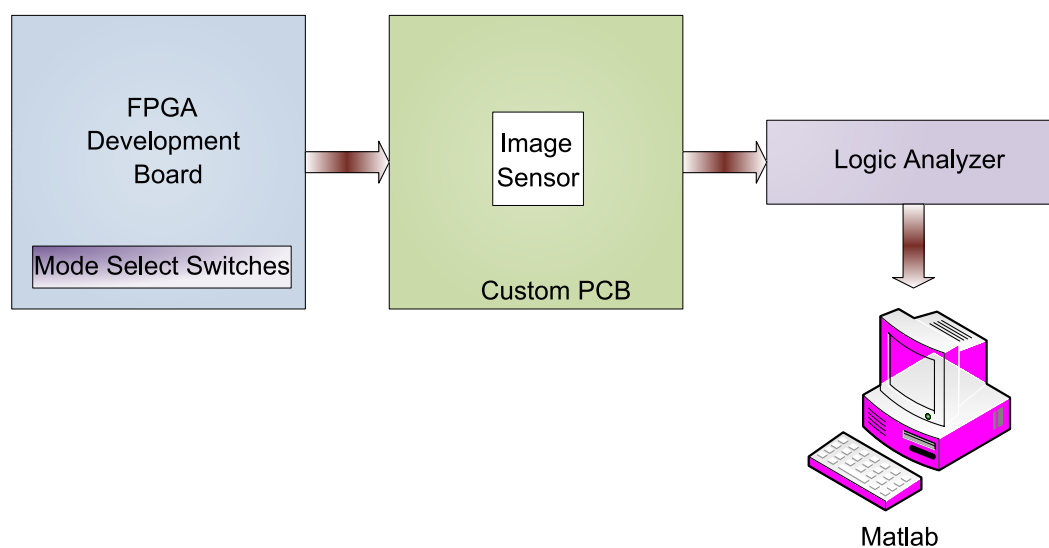 FPGA
Development
Board
Mode Select Switches
Image
Sensor
Custom PCB
Logic Analyzer
Matlab